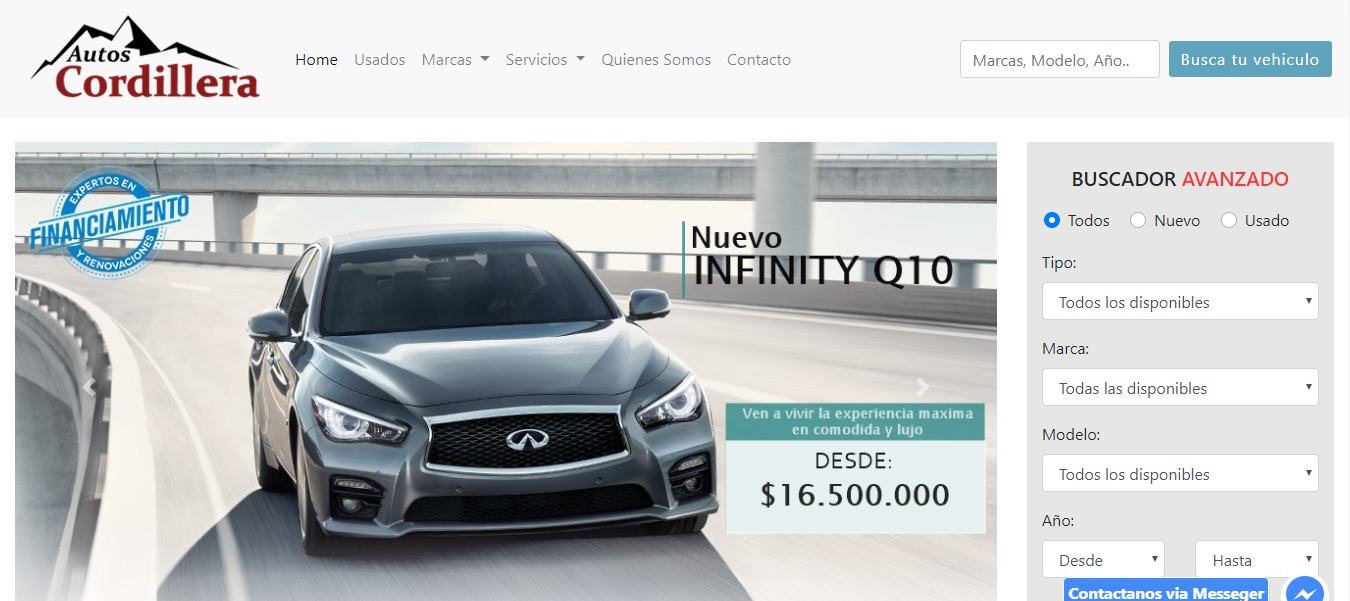 Autos
Cordillera
Home Usados Marcas Servicios Quienes Somos Contacto
Marcas, Modelo, Año..
Busca tu vehiculo
EXPERTOS EN
FINANCIAMIENTO
Y RENOVACIONES
Nuevo
INFINITY Q10
Ven a vivir la experiencia maxima
en comodida y lujo
DESDE:
$16.500.000
BUSCADOR AVANZADO
Todos Nuevo Usado
Tipo:
Todos los disponibles
Marca:
Todas las disponibles
Modelo:
Todos los disponibles
Año:
Desde Hasta
Contactanos via Messeger